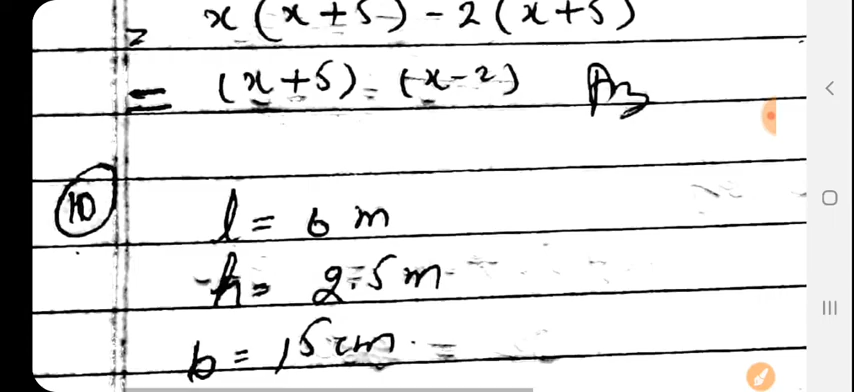 = x(x+5) - 2(x+5)
= (x+5) (x-2) Ans
10
l = 6 m
h = 2.5 m
b = 15 cm